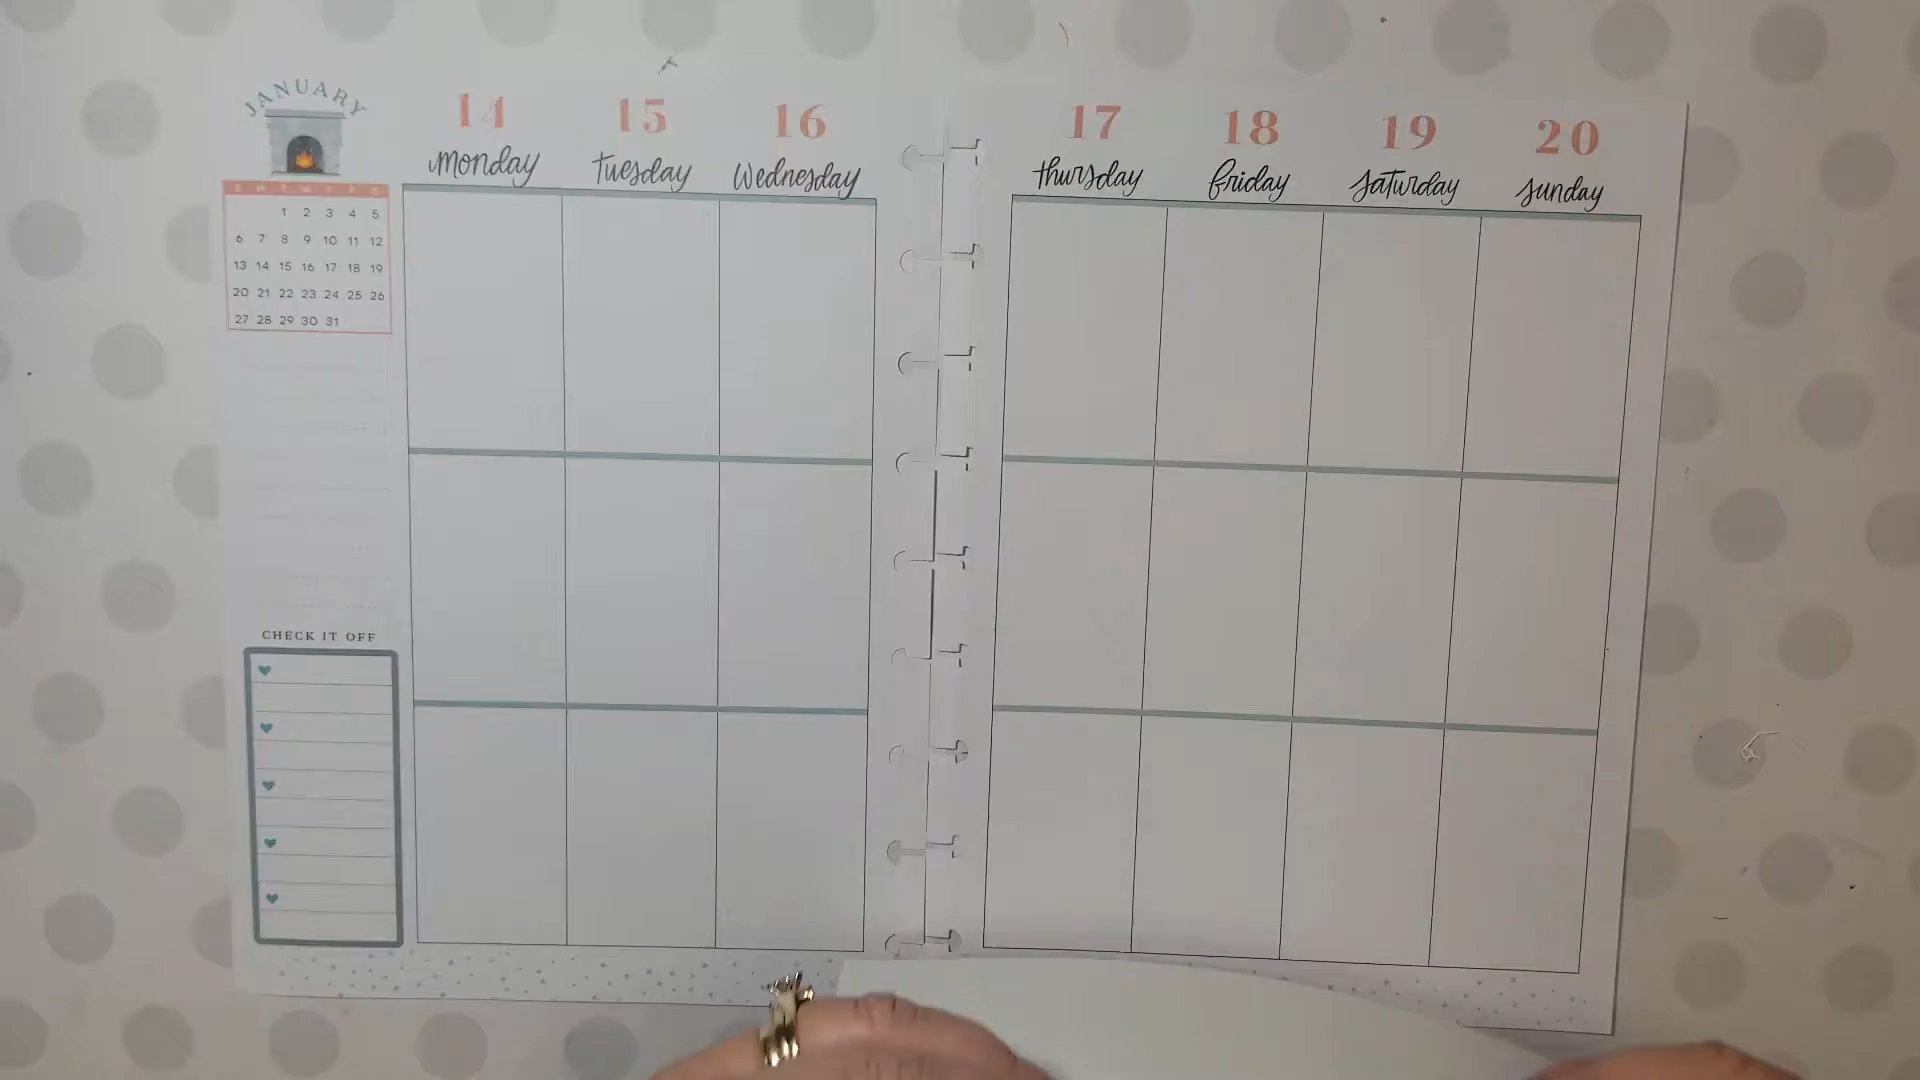 JANUARY
S M T W T F S
1 2 3 4 5
6 7 8 9 10 11 12
13 14 15 16 17 18 19
20 21 22 23 24 25 26
27 28 29 30 31
CHECK IT OFF
14 15 16
monday tuesday wednesday
17 18 19 20
thursday friday saturday sunday